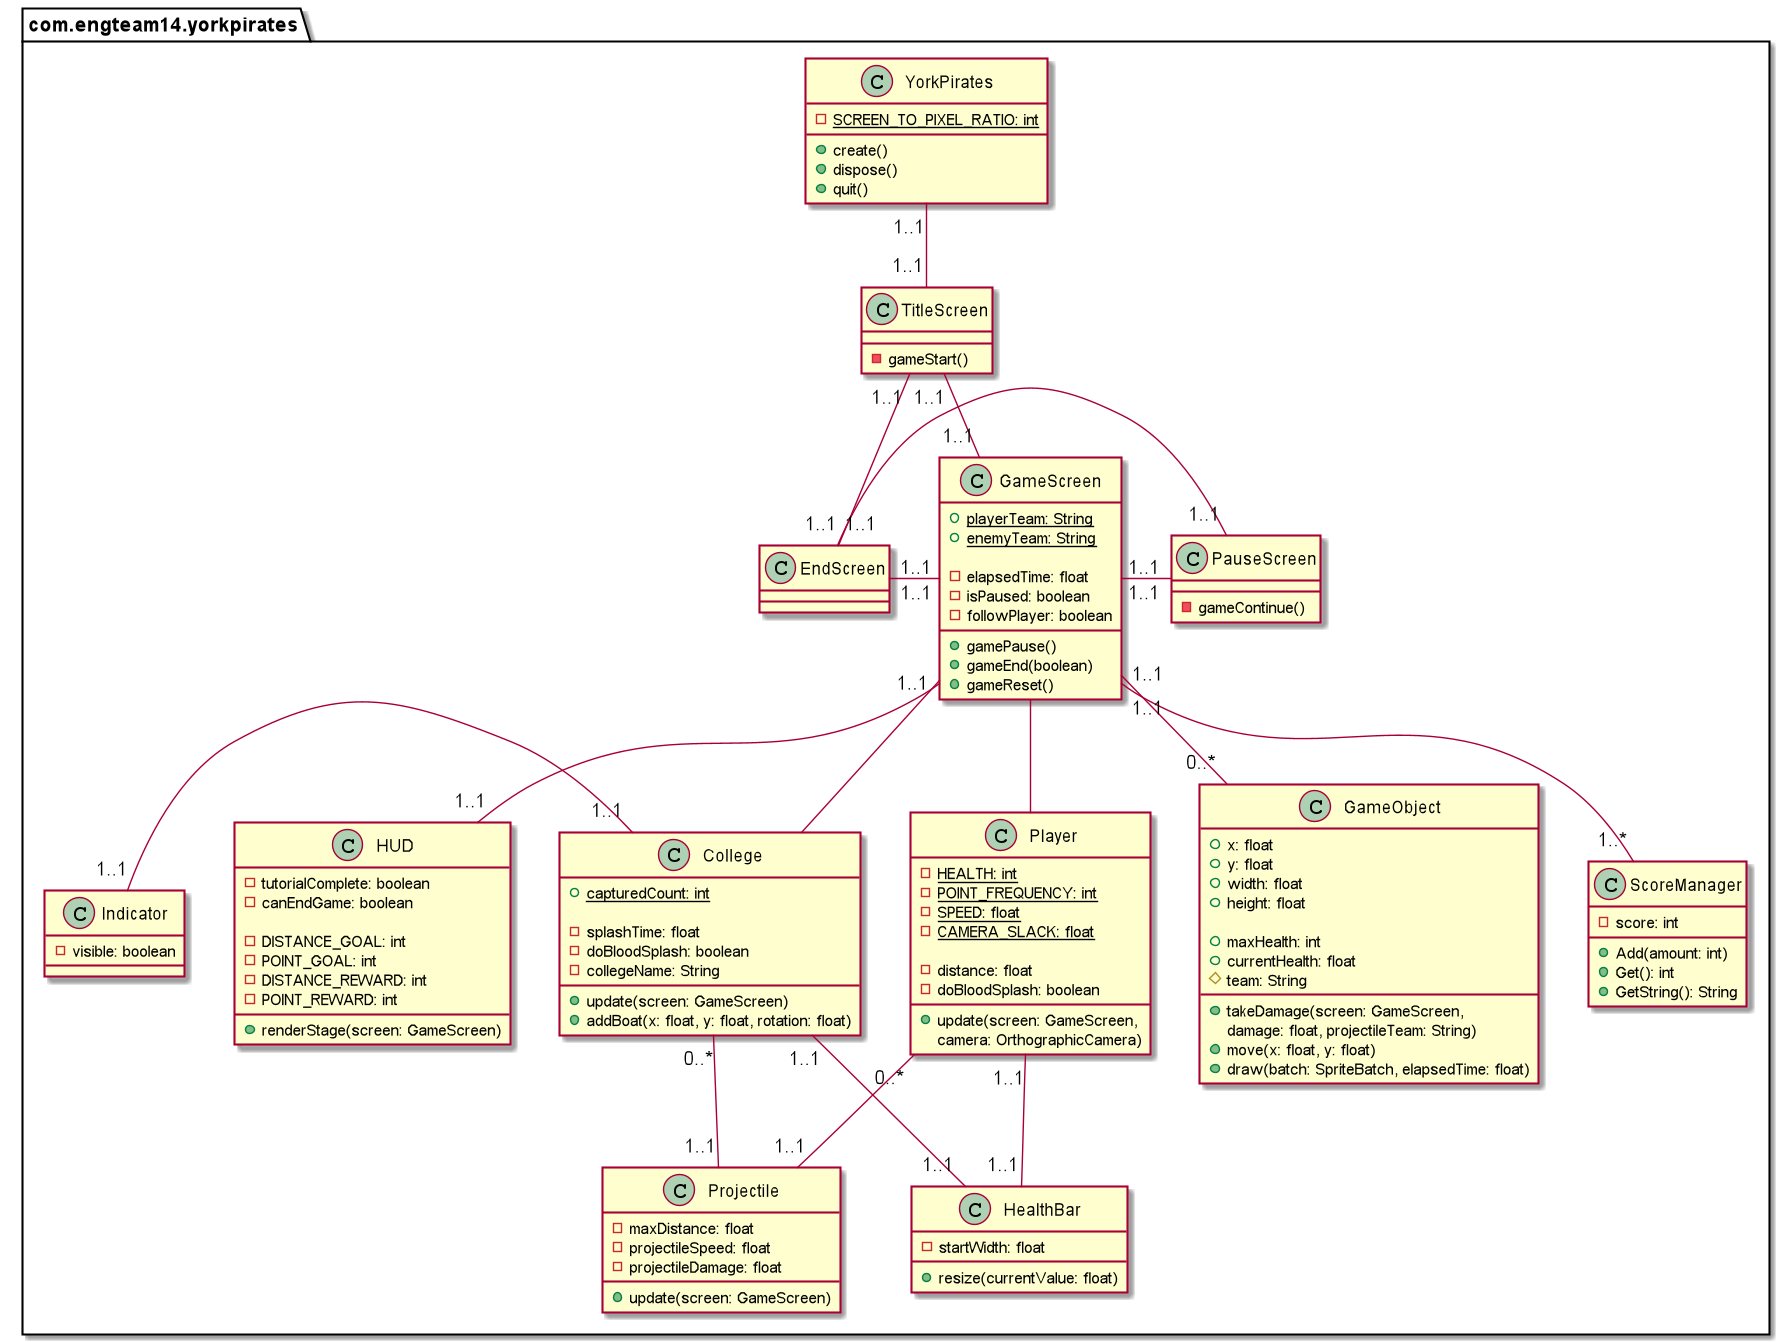 com.engteam14.yorkpirates
C YorkPirates
SCREEN_TO_PIXEL_RATIO: int
create()
dispose()
quit()
1..1
1..1
C TitleScreen
gameStart()
1..1
1..1
1..1
C GameScreen
playerTeam: String
enemyTeam: String
elapsedTime: float
isPaused: boolean
followPlayer: boolean
gamePause()
gameEnd(boolean)
gameReset()
1..1
1..1
1..1
C EndScreen
1..1
1..1
1..1
1..1
C PauseScreen
gameContinue()
1..1
1..1
1..1
0..*
1..1
1..1
1..1
1..*
C Indicator
visible: boolean
C HUD
tutorialComplete: boolean
canEndGame: boolean
DISTANCE_GOAL: int
POINT_GOAL: int
DISTANCE_REWARD: int
POINT_REWARD: int
renderStage(screen: GameScreen)
C College
capturedCount: int
splashTime: float
doBloodSplash: boolean
collegeName: String
update(screen: GameScreen)
addBoat(x: float, y: float, rotation: float)
C Player
HEALTH: int
POINT_FREQUENCY: int
SPEED: float
CAMERA_SLACK: float
distance: float
doBloodSplash: boolean
update(screen: GameScreen,
camera: OrthographicCamera)
C GameObject
x: float
y: float
width: float
height: float
maxHealth: int
currentHealth: float
team: String
takeDamage(screen: GameScreen,
damage: float, projectileTeam: String)
move(x: float, y: float)
draw(batch: SpriteBatch, elapsedTime: float)
C ScoreManager
score: int
Add(amount: int)
Get(): int
GetString(): String
0..*
1..1
0..*
1..1
1..1
1..1
1..1
1..1
C Projectile
maxDistance: float
projectileSpeed: float
projectileDamage: float
update(screen: GameScreen)
C HealthBar
startWidth: float
resize(currentValue: float)